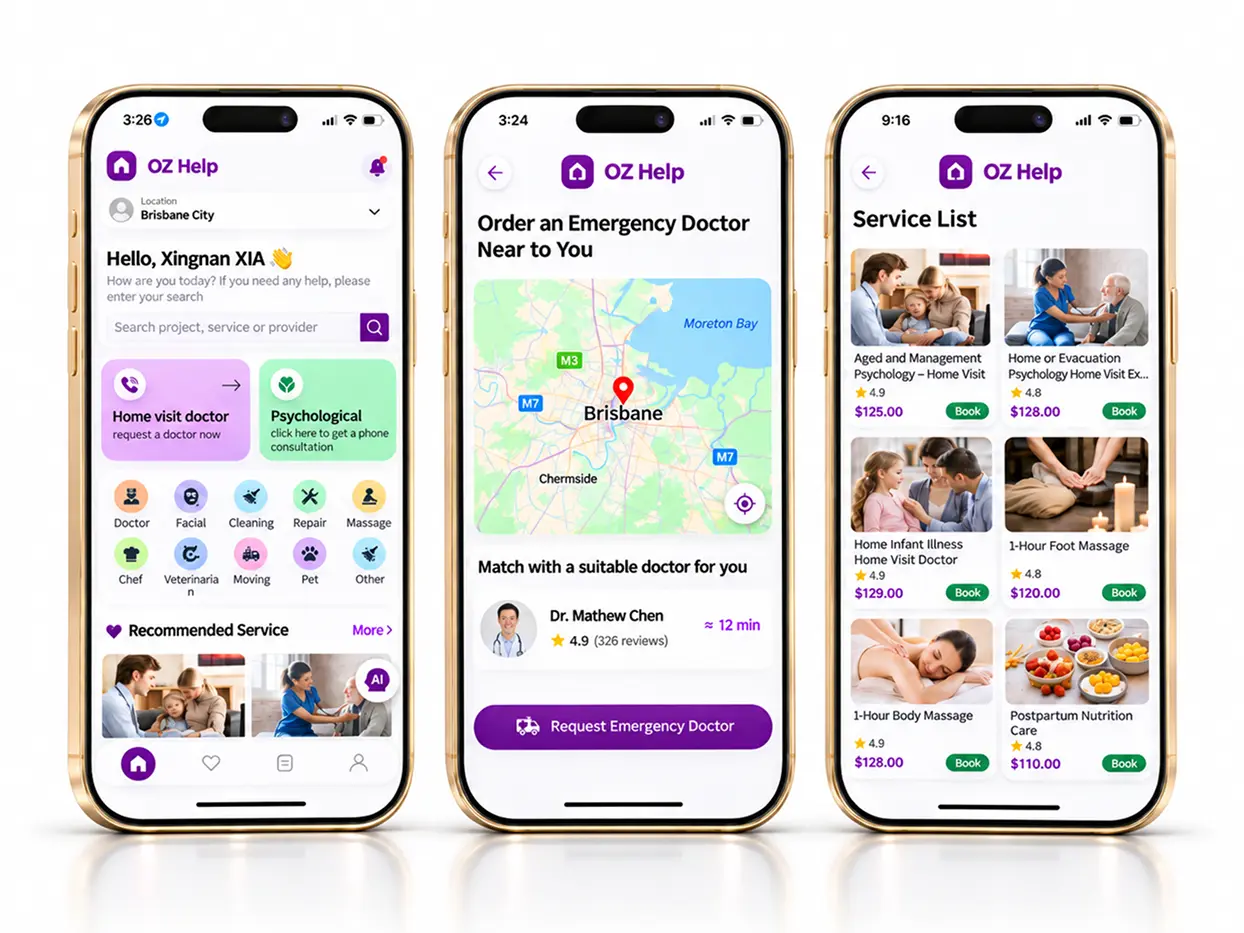 3:26
OZ Help
Location
Brisbane City
Hello, Xingnan XIA
How are you today? If you need any help, please
enter your search
Search project, service or provider
Home visit doctor
request a doctor now
Psychological
click here to get a phone
consultation
Doctor
Facial
Cleaning
Repair
Massage
Chef
Veterinaria
n
Moving
Pet
Other
Recommended Service
More
AI
3:24
OZ Help
Order an Emergency Doctor
Near to You
Moreton Bay
M3
M7
Brisbane
M7
Chermside
Match with a suitable doctor for you
Dr. Mathew Chen
4.9 (326 reviews)
≈ 12 min
Request Emergency Doctor
9:16
OZ Help
Service List
Aged and Management
Psychology – Home Visit
4.9
$125.00
Book
Home or Evacuation
Psychology Home Visit Ex...
4.8
$128.00
Book
Home Infant Illness
Home Visit Doctor
4.9
$129.00
Book
1-Hour Foot Massage
4.8
$120.00
Book
1-Hour Body Massage
4.9
$128.00
Book
Postpartum Nutrition
Care
4.8
$110.00
Book